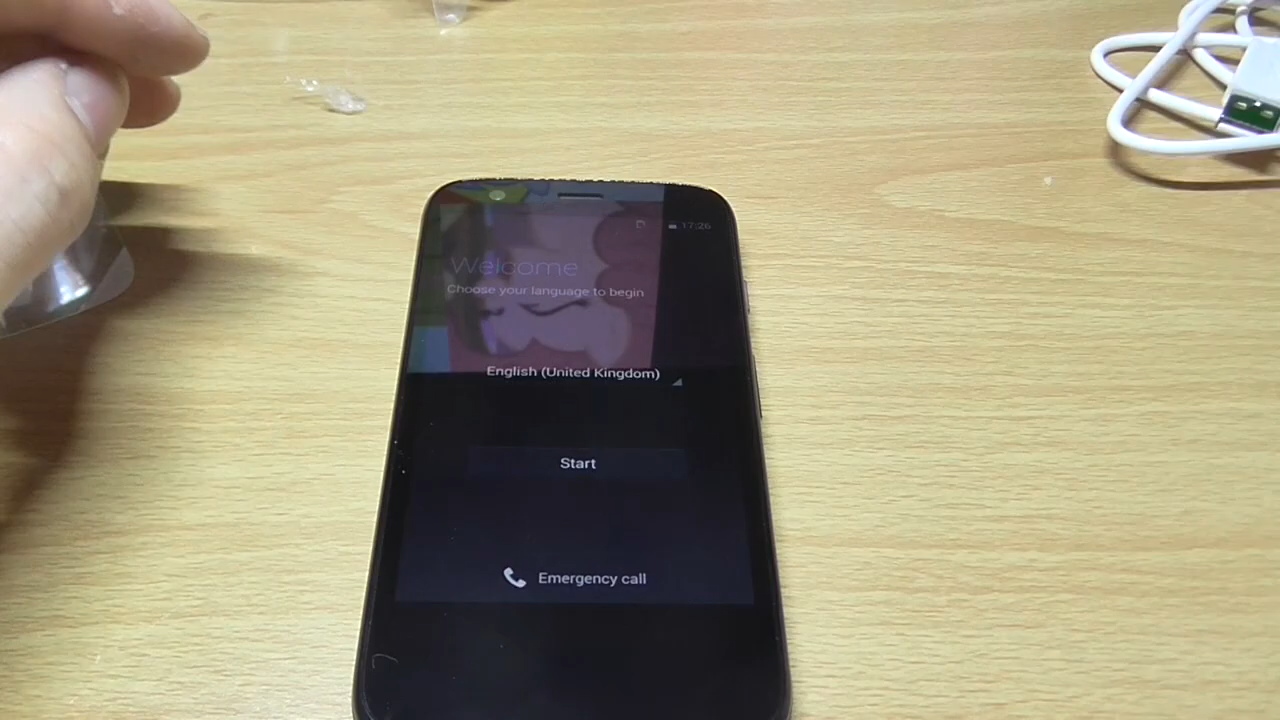 17:26
Welcome
Choose your language to begin
English (United Kingdom)
Start
Emergency call